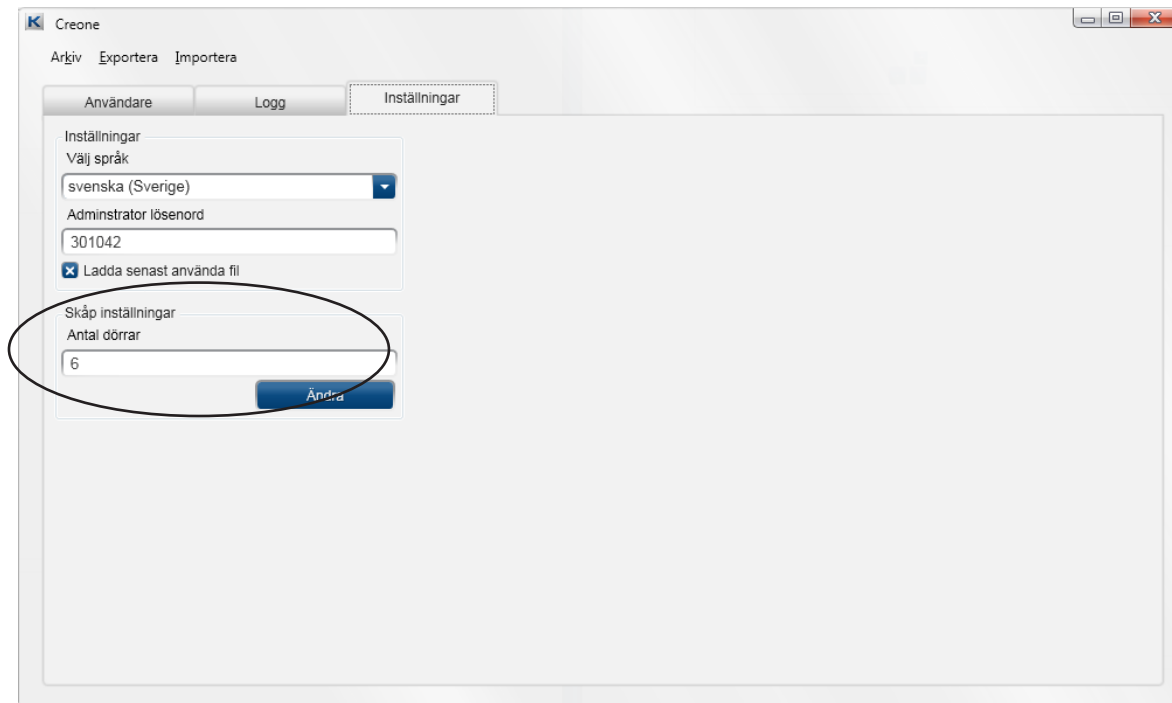 K Creone
Arkiv Exportera Importera
Användare Logg Inställningar
Inställningar
Välj språk
svenska (Sverige)
Adminstrator lösenord
301042
Ladda senast använda fil
Skåp inställningar
Antal dörrar
6
Ändra